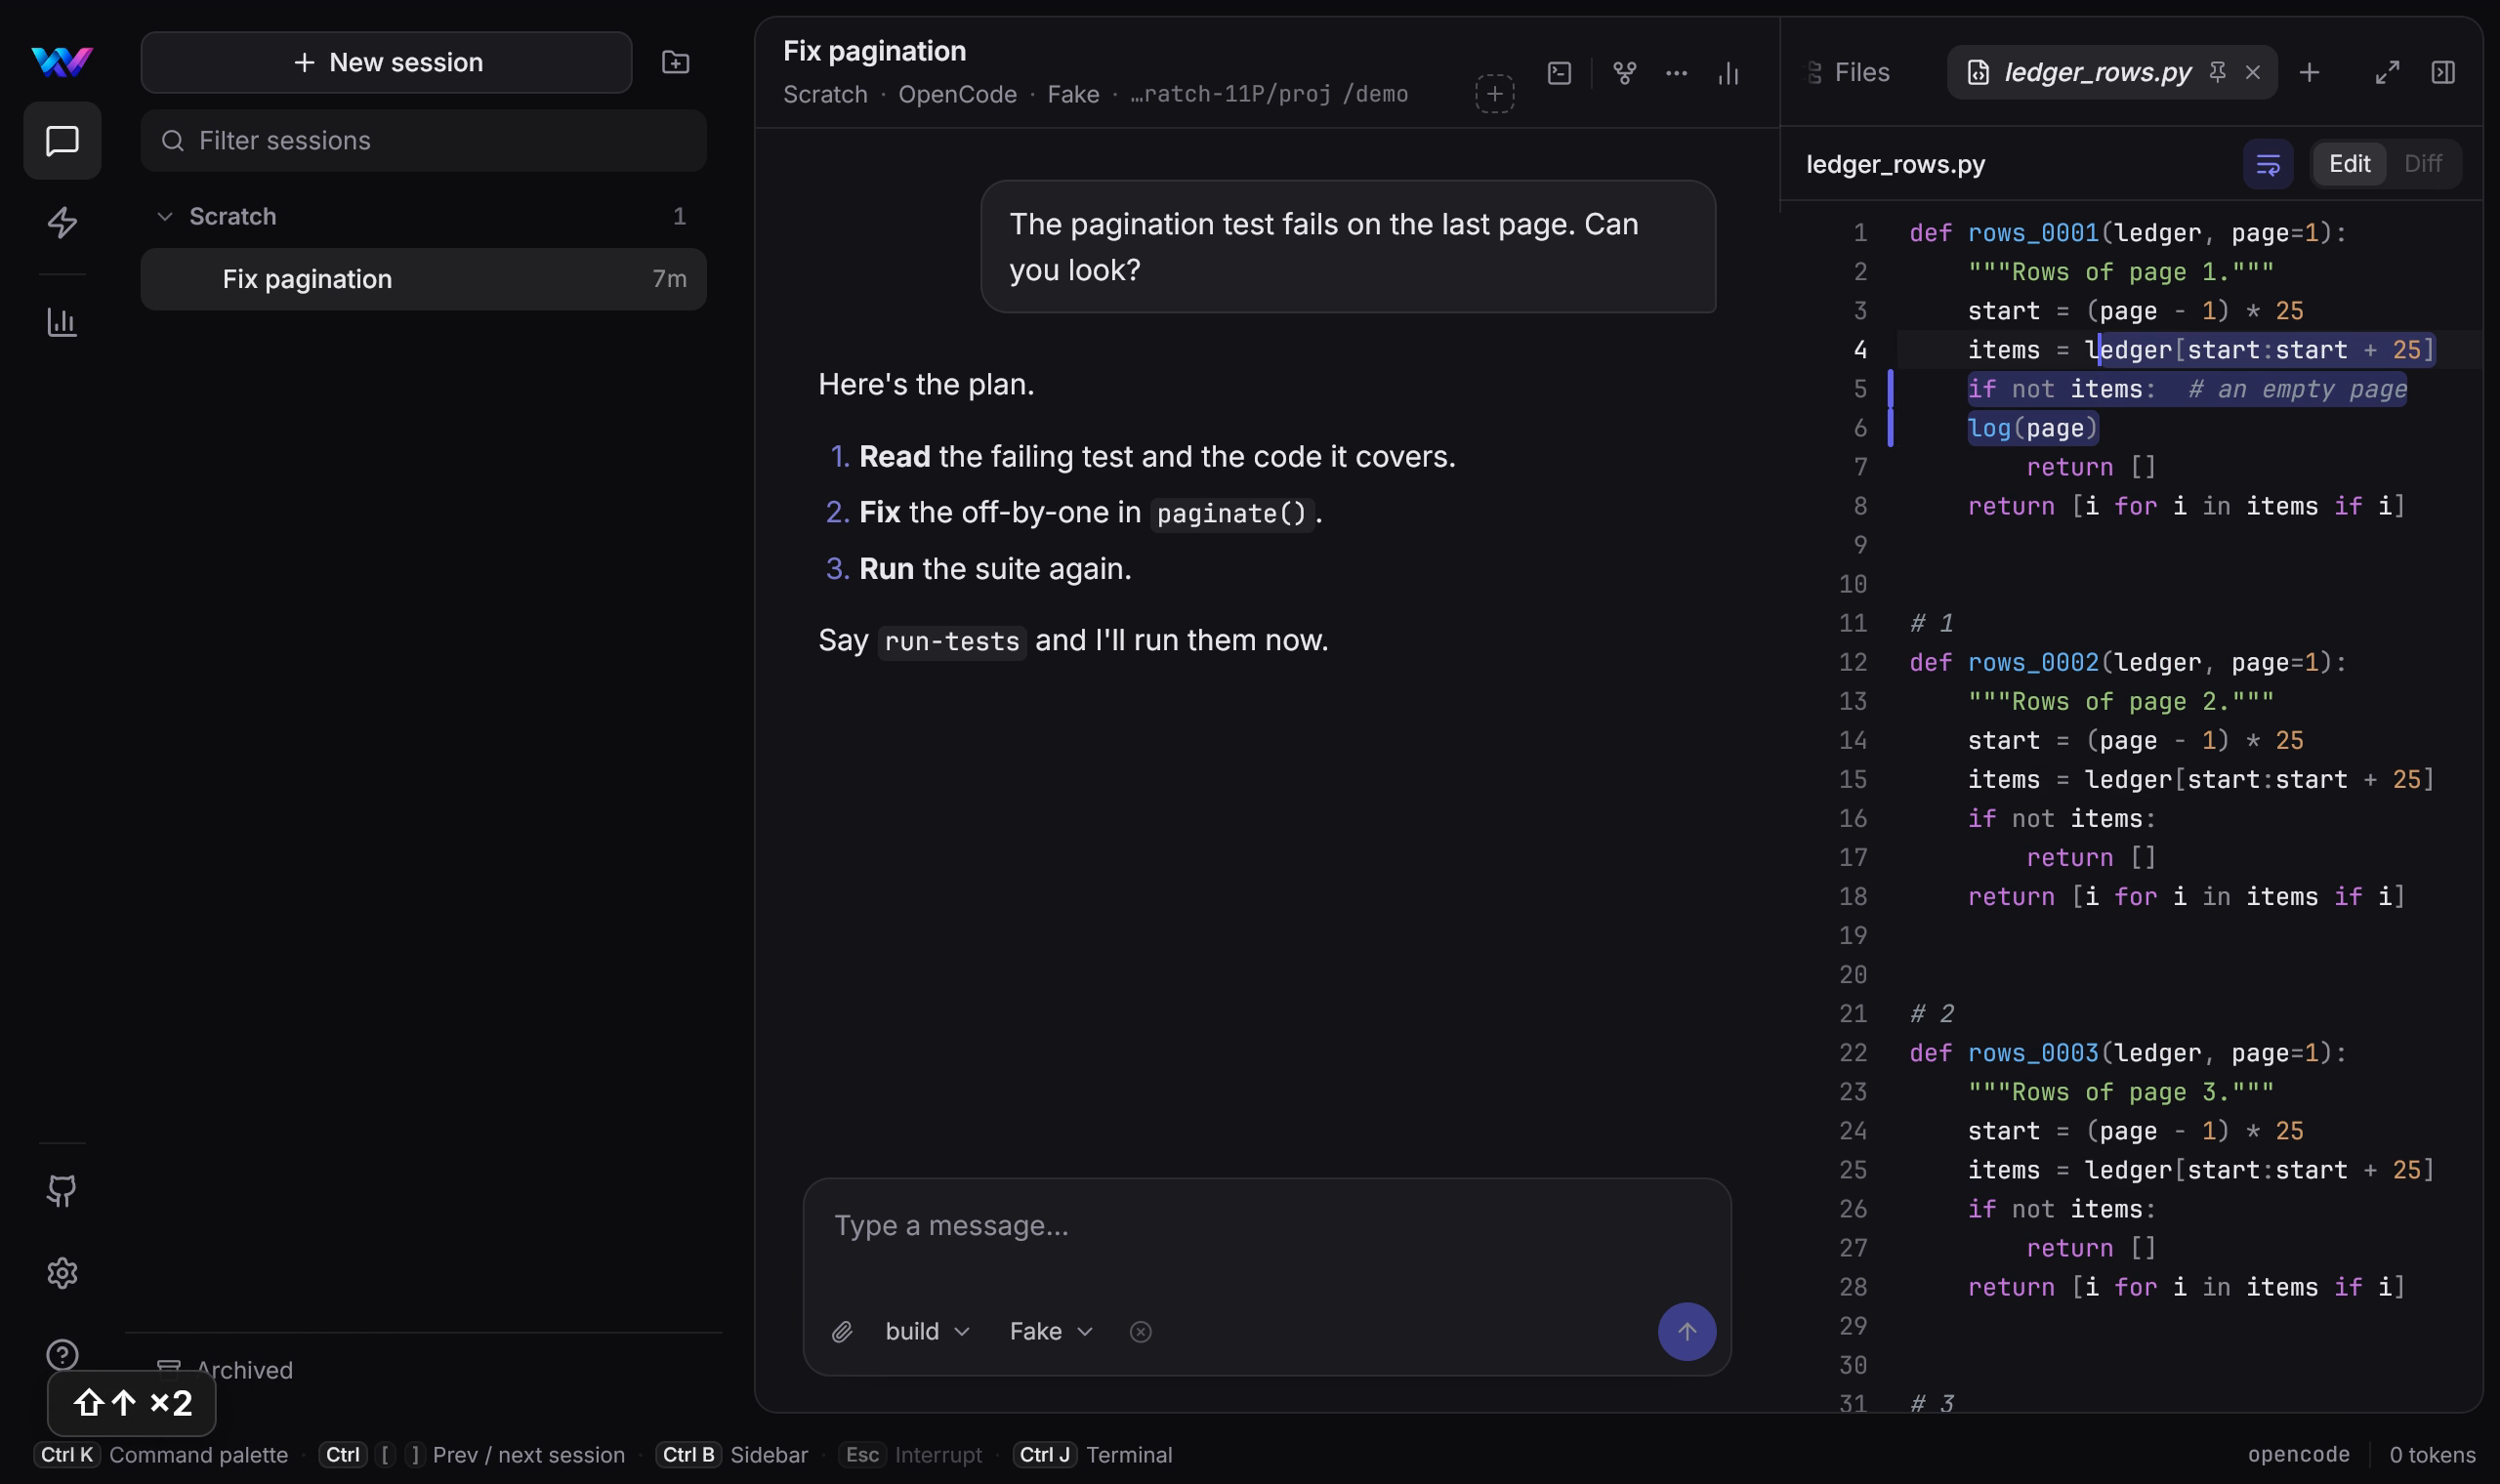 New session
Filter sessions
Scratch 1
Fix pagination 7m
Archived
⇧↑ ×2
Fix pagination
Scratch · OpenCode · Fake · …ratch-11P/proj /demo
The pagination test fails on the last page. Can
you look?
Here's the plan.
1. Read the failing test and the code it covers.
2. Fix the off-by-one in paginate().
3. Run the suite again.
Say run-tests and I'll run them now.
Type a message...
build Fake
Files ledger_rows.py
ledger_rows.py Edit Diff
1 def rows_0001(ledger, page=1):
2     """Rows of page 1."""
3     start = (page - 1) * 25
4     items = ledger[start:start + 25]
5     if not items:  # an empty page
6     log(page)
7         return []
8     return [i for i in items if i]
9
10
11 # 1
12 def rows_0002(ledger, page=1):
13     """Rows of page 2."""
14     start = (page - 1) * 25
15     items = ledger[start:start + 25]
16     if not items:
17         return []
18     return [i for i in items if i]
19
20
21 # 2
22 def rows_0003(ledger, page=1):
23     """Rows of page 3."""
24     start = (page - 1) * 25
25     items = ledger[start:start + 25]
26     if not items:
27         return []
28     return [i for i in items if i]
29
30
31 # 3
Ctrl K Command palette · Ctrl [ ] Prev / next session · Ctrl B Sidebar · Esc Interrupt · Ctrl J Terminal
opencode 0 tokens